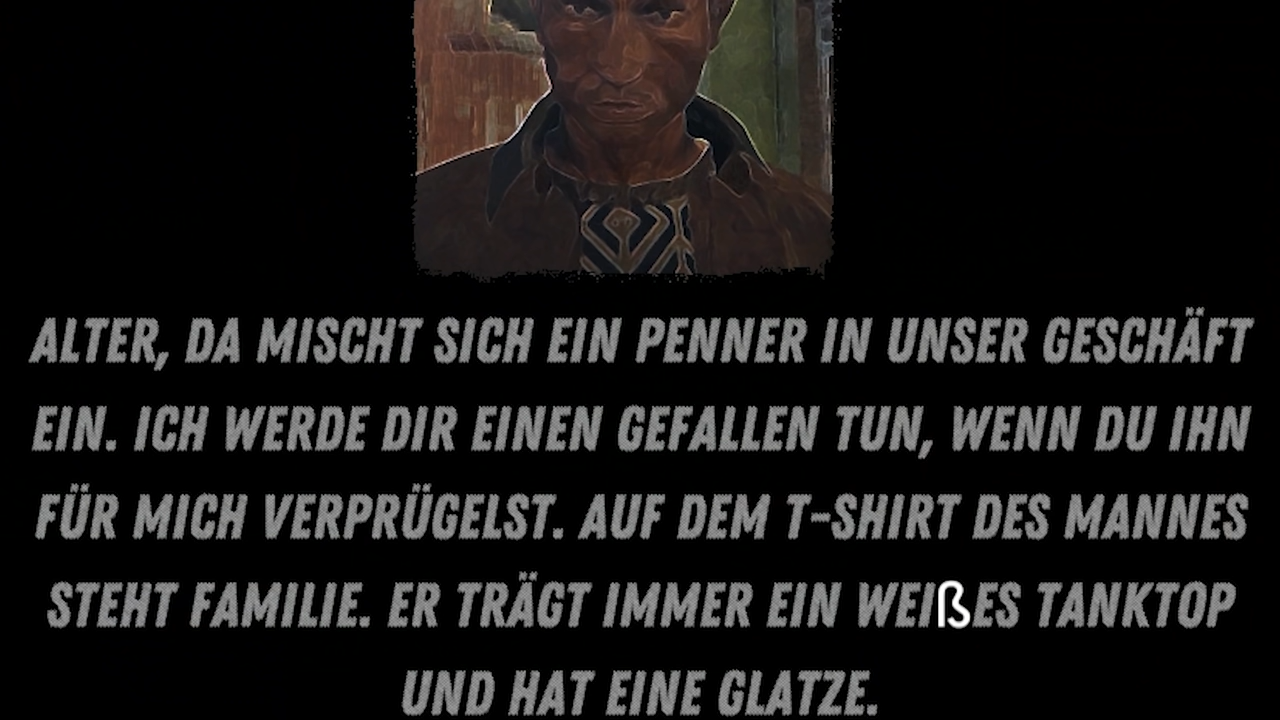 ALTER, DA MISCHT SICH EIN PENNER IN UNSER GESCHÄFT
EIN. ICH WERDE DIR EINEN GEFALLEN TUN, WENN DU IHN
FÜR MICH VERPRÜGELST. AUF DEM T-SHIRT DES MANNES
STEHT FAMILIE. ER TRÄGT IMMER EIN WEIßES TANKTOP
UND HAT EINE GLATZE.